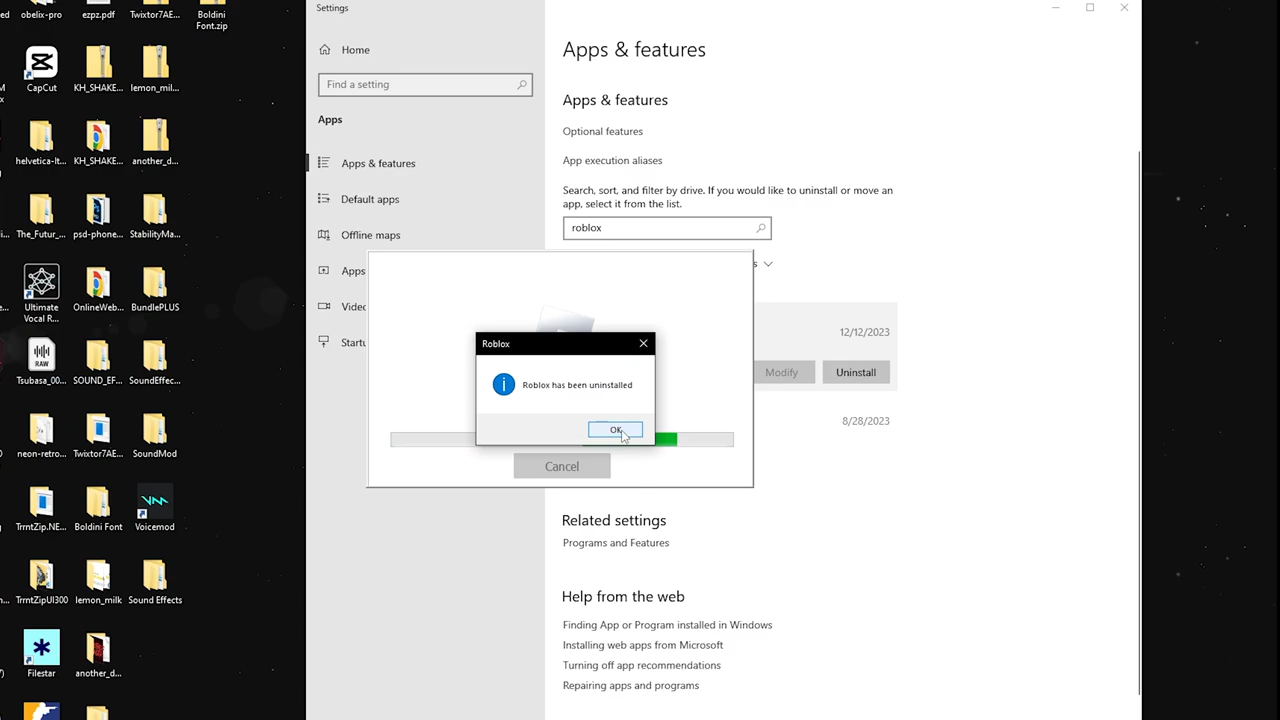 obelix-pro
ezpz.pdf
Twixtor7AE...
Boldini
Font.zip
CapCut
KH_SHAKE...
lemon_mil...
helvetica-lt...
KH_SHAKE...
another_d...
The_Futur_...
psd-phone...
StabilityMa...
Ultimate
Vocal R...
OnlineWeb...
BundlePLUS
RAW
Tsubasa_00...
SOUND_EF...
SoundEffec...
neon-retro...
Twixtor7AE...
SoundMod
TrrntZip.NE...
Boldini Font
Voicemod
TrrntZipUI300
lemon_milk
Sound Effects
Filestar
another_d...
Settings
Home
Find a setting
Apps
Apps & features
Default apps
Offline maps
Apps
Video
Startu
Apps & features
Apps & features
Optional features
App execution aliases
Search, sort, and filter by drive. If you would like to uninstall or move an
app, select it from the list.
roblox
s
12/12/2023
Modify
Uninstall
8/28/2023
Roblox
Roblox has been uninstalled
OK
Cancel
Related settings
Programs and Features
Help from the web
Finding App or Program installed in Windows
Installing web apps from Microsoft
Turning off app recommendations
Repairing apps and programs